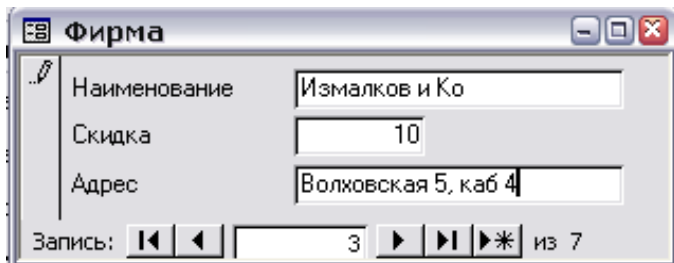 Фирма
Наименование Измалков и Ко
Скидка 10
Адрес Волховская 5, каб 4
Запись: 3 из 7